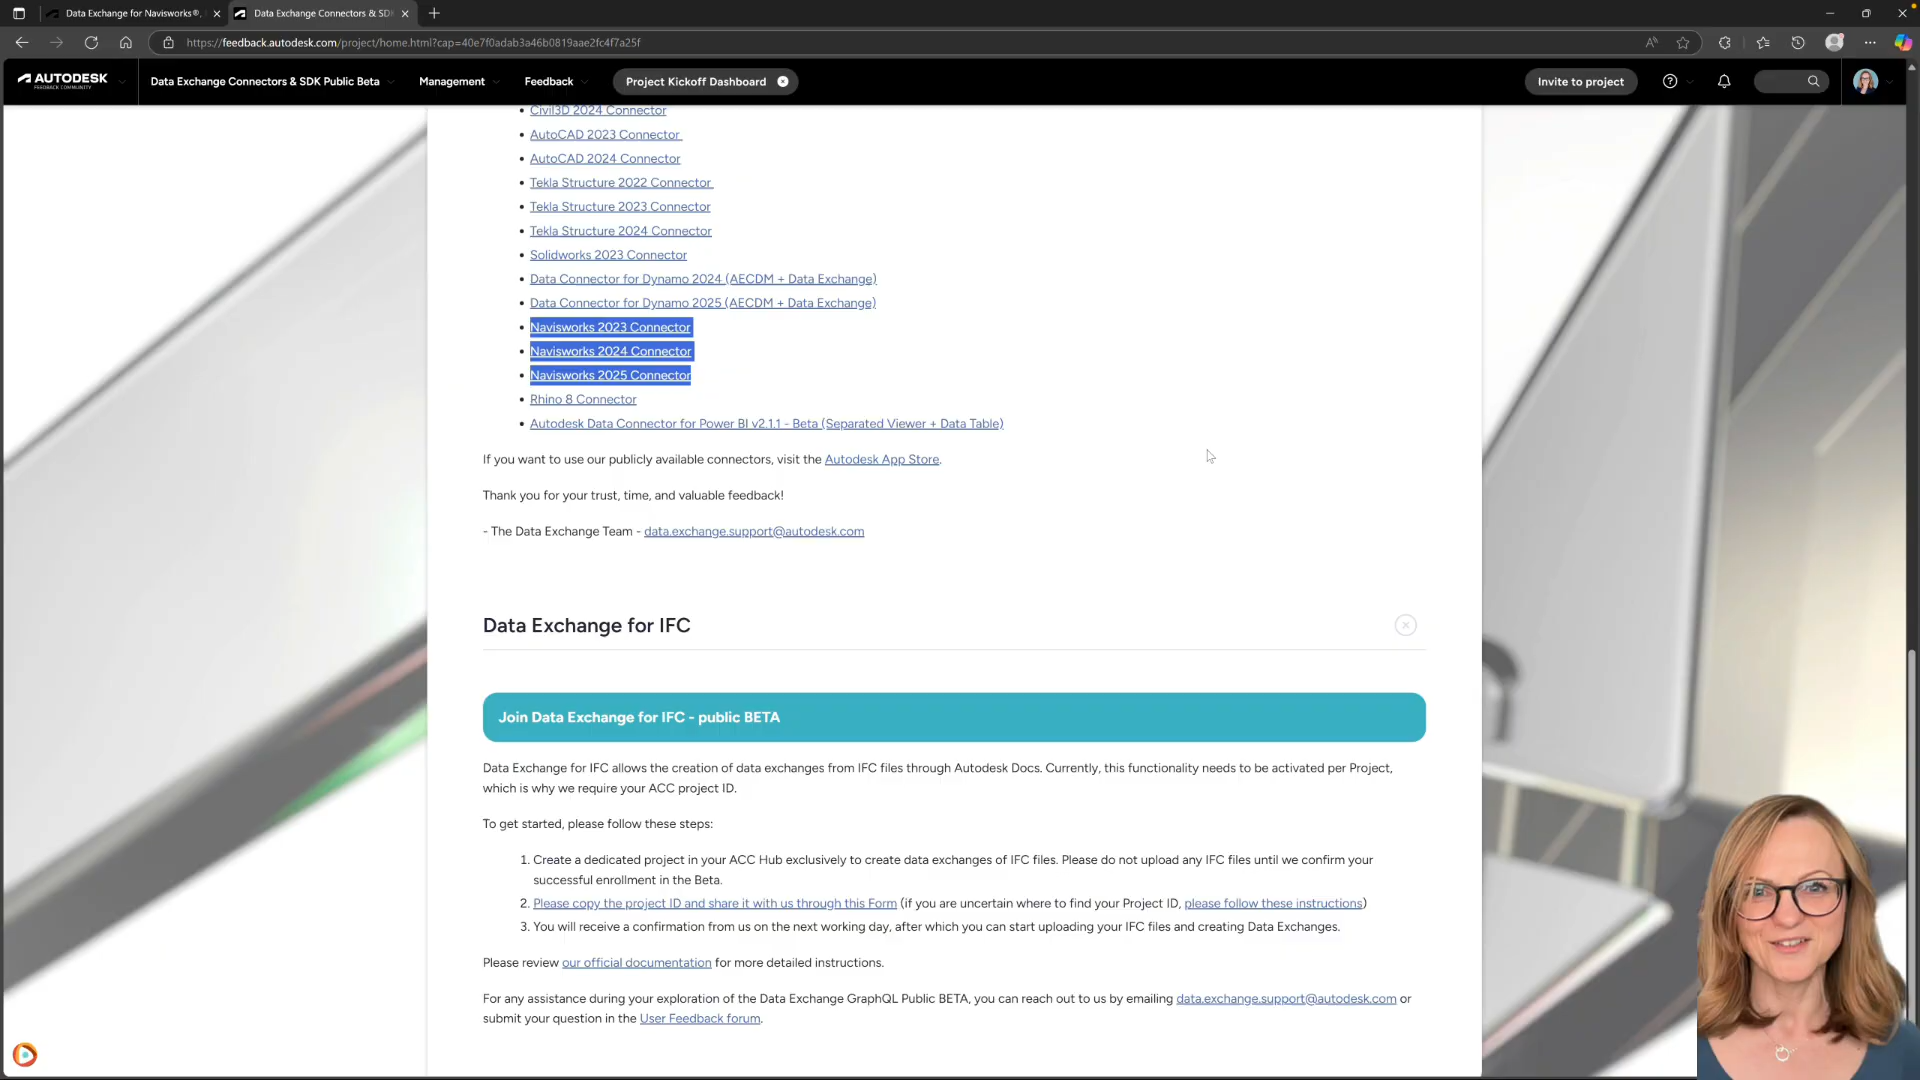 Data Exchange for Navisworks®,
Data Exchange Connectors & SDK
https://feedback.autodesk.com/project/home.html?cap=40e7f0adab3a46b0819aae2fc4f7a25f
AUTODESK
FEEDBACK COMMUNITY
Data Exchange Connectors & SDK Public Beta
Management
Feedback
Project Kickoff Dashboard
Invite to project
• Civil3D 2024 Connector
• AutoCAD 2023 Connector
• AutoCAD 2024 Connector
• Tekla Structure 2022 Connector
• Tekla Structure 2023 Connector
• Tekla Structure 2024 Connector
• Solidworks 2023 Connector
• Data Connector for Dynamo 2024 (AECDM + Data Exchange)
• Data Connector for Dynamo 2025 (AECDM + Data Exchange)
• Navisworks 2023 Connector
• Navisworks 2024 Connector
• Navisworks 2025 Connector
• Rhino 8 Connector
• Autodesk Data Connector for Power BI v2.1.1 - Beta (Separated Viewer + Data Table)
If you want to use our publicly available connectors, visit the Autodesk App Store.
Thank you for your trust, time, and valuable feedback!
- The Data Exchange Team - data.exchange.support@autodesk.com
Data Exchange for IFC
Join Data Exchange for IFC - public BETA
Data Exchange for IFC allows the creation of data exchanges from IFC files through Autodesk Docs. Currently, this functionality needs to be activated per Project,
which is why we require your ACC project ID.
To get started, please follow these steps:
1. Create a dedicated project in your ACC Hub exclusively to create data exchanges of IFC files. Please do not upload any IFC files until we confirm your
successful enrollment in the Beta.
2. Please copy the project ID and share it with us through this Form (if you are uncertain where to find your Project ID, please follow these instructions)
3. You will receive a confirmation from us on the next working day, after which you can start uploading your IFC files and creating Data Exchanges.
Please review our official documentation for more detailed instructions.
For any assistance during your exploration of the Data Exchange GraphQL Public BETA, you can reach out to us by emailing data.exchange.support@autodesk.com or
submit your question in the User Feedback forum.